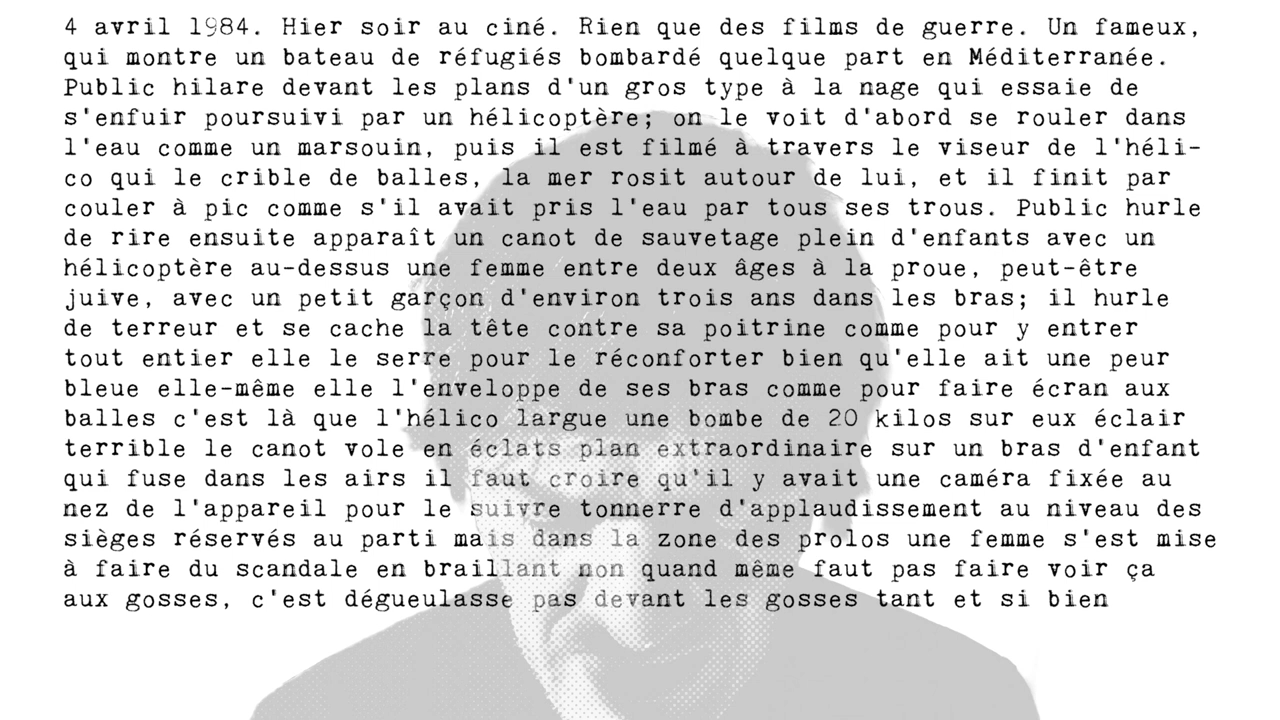 4 avril 1984. Hier soir au ciné. Rien que des films de guerre. Un fameux,
qui montre un bateau de réfugiés bombardé quelque part en Méditerranée.
Public hilare devant les plans d'un gros type à la nage qui essaie de
s'enfuir poursuivi par un hélicoptère; on le voit d'abord se rouler dans
l'eau comme un marsouin, puis il est filmé à travers le viseur de l'héli-
co qui le crible de balles, la mer rosit autour de lui, et il finit par
couler à pic comme s'il avait pris l'eau par tous ses trous. Public hurle
de rire ensuite apparaît un canot de sauvetage plein d'enfants avec un
hélicoptère au-dessus une femme entre deux âges à la proue, peut-être
juive, avec un petit garçon d'environ trois ans dans les bras; il hurle
de terreur et se cache la tête contre sa poitrine comme pour y entrer
tout entier elle le serre pour le réconforter bien qu'elle ait une peur
bleue elle-même elle l'enveloppe de ses bras comme pour faire écran aux
balles c'est là que l'hélico largue une bombe de 20 kilos sur eux éclair
terrible le canot vole en éclats plan extraordinaire sur un bras d'enfant
qui fuse dans les airs il faut croire qu'il y avait une caméra fixée au
nez de l'appareil pour le suivre tonnerre d'applaudissement au niveau des
sièges réservés au parti mais dans la zone des prolos une femme s'est mise
à faire du scandale en braillant non quand même faut pas faire voir ça
aux gosses, c'est dégueulasse pas devant les gosses tant et si bien